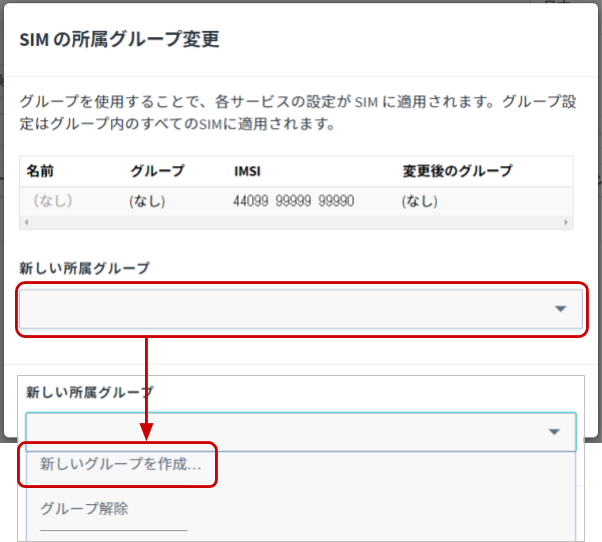 SIM の所属グループ変更
グループを使用することで、各サービスの設定が SIM に適用されます。グループ設
定はグループ内のすべてのSIMに適用されます。
名前 グループ IMSI 変更後のグループ
（なし） (なし) 44099 99999 99990 (なし)
新しい所属グループ
新しい所属グループ
新しいグループを作成...
グループ解除